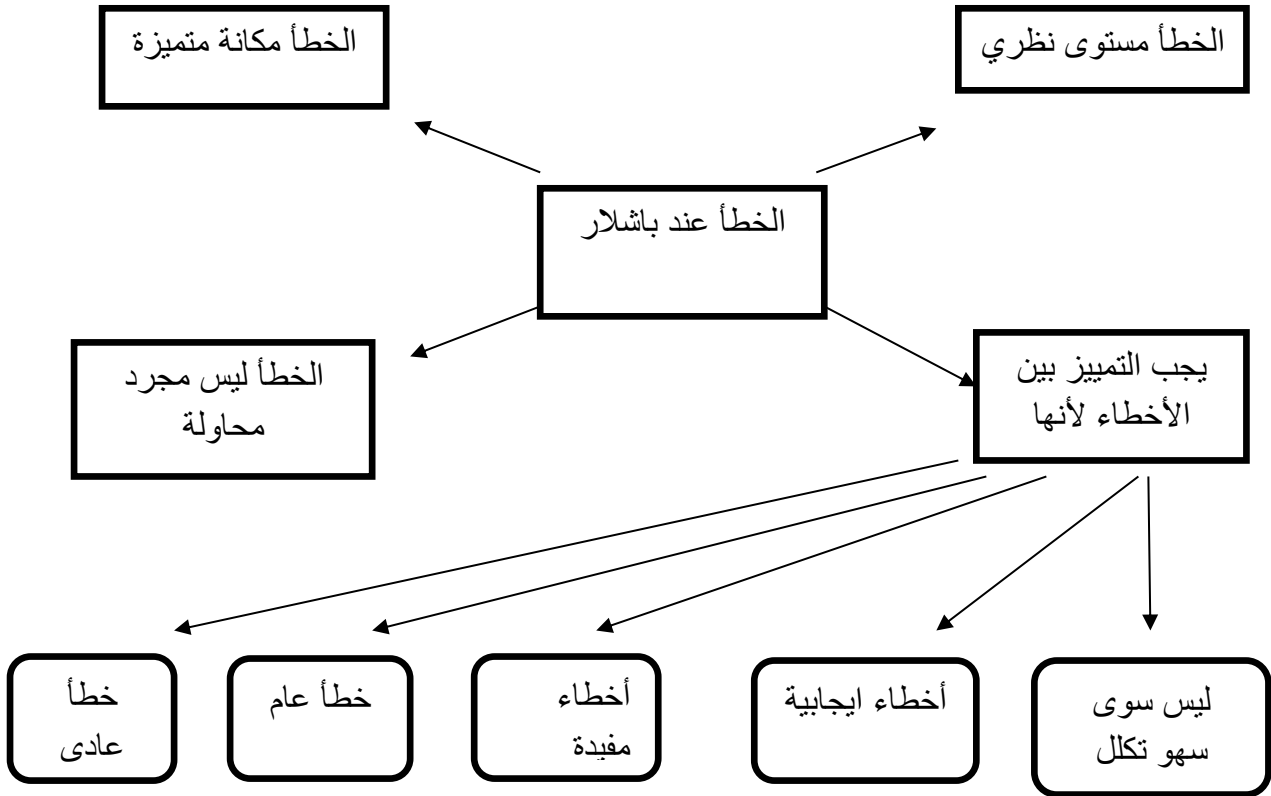 الخطأ مستوى نظري
الخطأ مكانة متميزة
الخطأ عند باشلار
يجب التمييز بين
الأخطاء لأنها
الخطأ ليس مجرد
محاولة
ليس سوى
سهو تكلل
أخطاء ايجابية
أخطاء
مفيدة
خطأ عام
خطأ
عادى